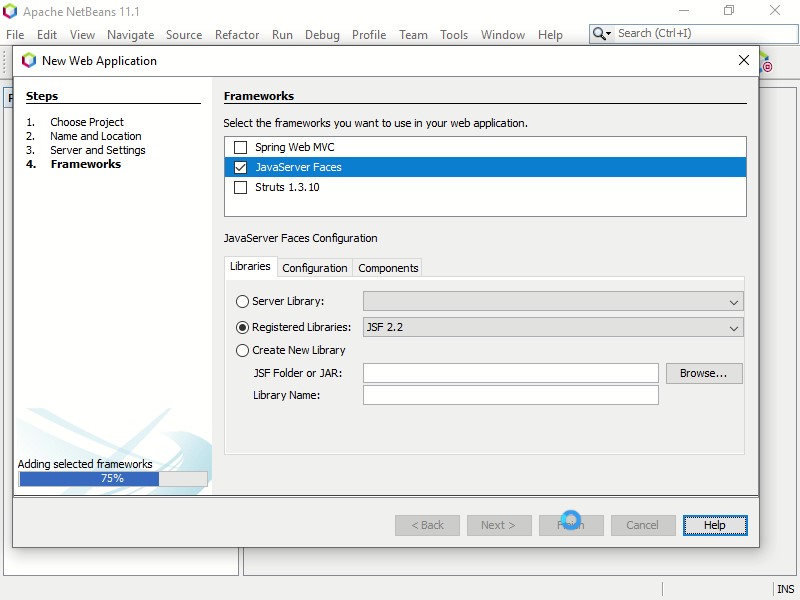 Apache NetBeans 11.1
File Edit View Navigate Source Refactor Run Debug Profile Team Tools Window Help Search (Ctrl+I)
New Web Application
Steps
1. Choose Project
2. Name and Location
3. Server and Settings
4. Frameworks
Frameworks
Select the frameworks you want to use in your web application.
Spring Web MVC
JavaServer Faces
Struts 1.3.10
JavaServer Faces Configuration
Libraries Configuration Components
Server Library:
Registered Libraries: JSF 2.2
Create New Library
JSF Folder or JAR: Browse...
Library Name:
Adding selected frameworks
75%
< Back Next > Finish Cancel Help
INS